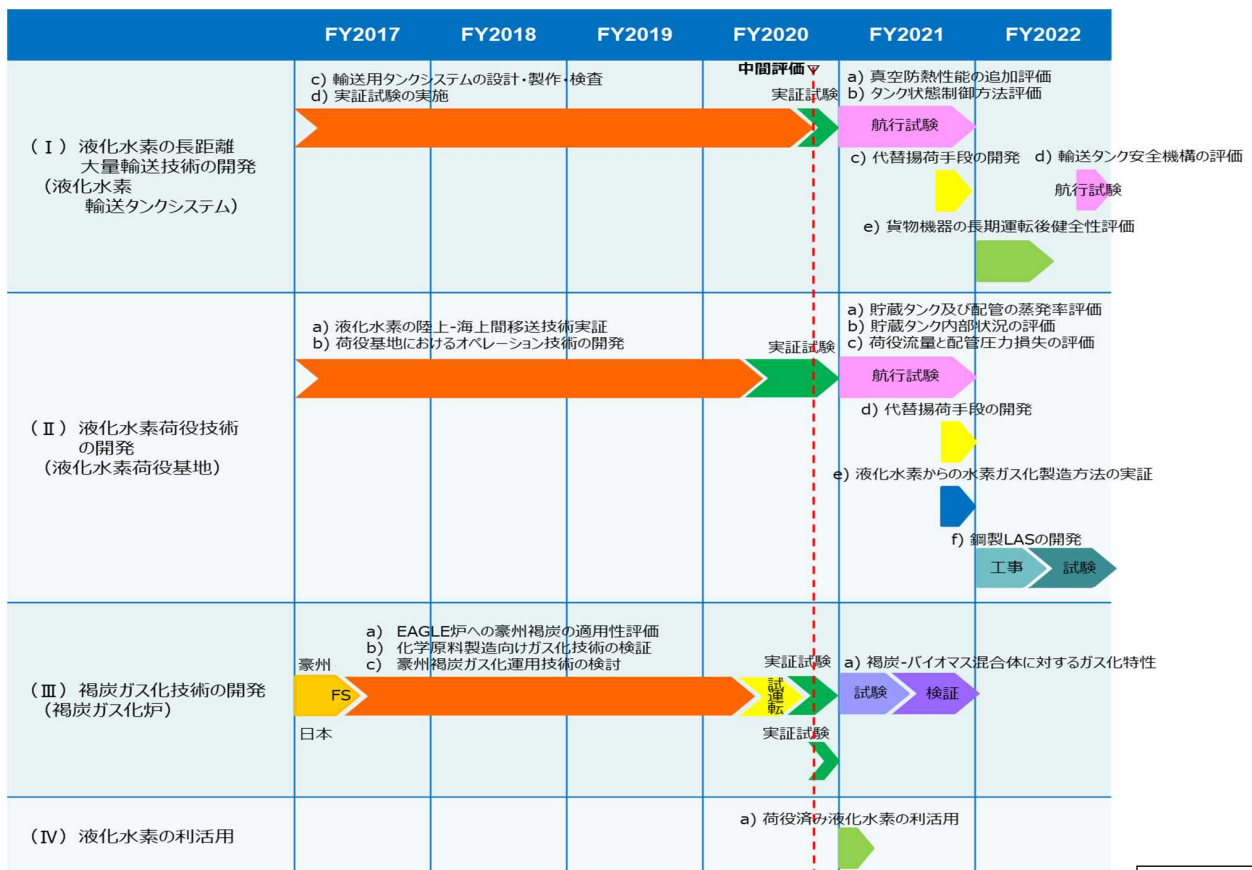 FY2017 FY2018 FY2019 FY2020 FY2021 FY2022
中間評価▽
(Ⅰ) 液化水素の長距離
大量輸送技術の開発
(液化水素
輸送タンクシステム)
c) 輸送用タンクシステムの設計・製作・検査
d) 実証試験の実施
実証試験
a) 真空防熱性能の追加評価
b) タンク状態制御方法評価
航行試験
c) 代替揚荷手段の開発
d) 輸送タンク安全機構の評価
航行試験
e) 貨物機器の長期運転後健全性評価
(Ⅱ) 液化水素荷役技術
の開発
(液化水素荷役基地)
a) 液化水素の陸上-海上間移送技術実証
b) 荷役基地におけるオペレーション技術の開発
実証試験
a) 貯蔵タンク及び配管の蒸発率評価
b) 貯蔵タンク内部状況の評価
c) 荷役流量と配管圧力損失の評価
航行試験
d) 代替揚荷手段の開発
e) 液化水素からの水素ガス化製造方法の実証
f) 鋼製LASの開発
工事 試験
(Ⅲ) 褐炭ガス化技術の開発
(褐炭ガス化炉)
a) EAGLE炉への豪州褐炭の適用性評価
b) 化学原料製造向けガス化技術の検証
c) 豪州褐炭ガス化運用技術の検討
豪州
FS
試運転
実証試験
a) 褐炭-バイオマス混合体に対するガス化特性
試験 検証
日本
実証試験
(Ⅳ) 液化水素の利活用
a) 荷役済み液化水素の利活用